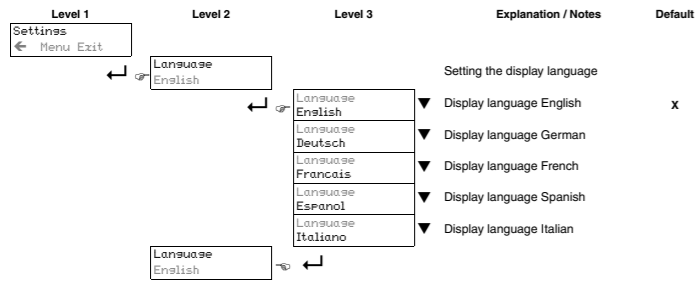 Level 1 Level 2 Level 3 Explanation / Notes Default
Settings
← Menu Exit
Language
English
Setting the display language
Language
English
Display language English x
Language
Deutsch
Display language German
Language
Francais
Display language French
Language
Espanol
Display language Spanish
Language
Italiano
Display language Italian
Language
English